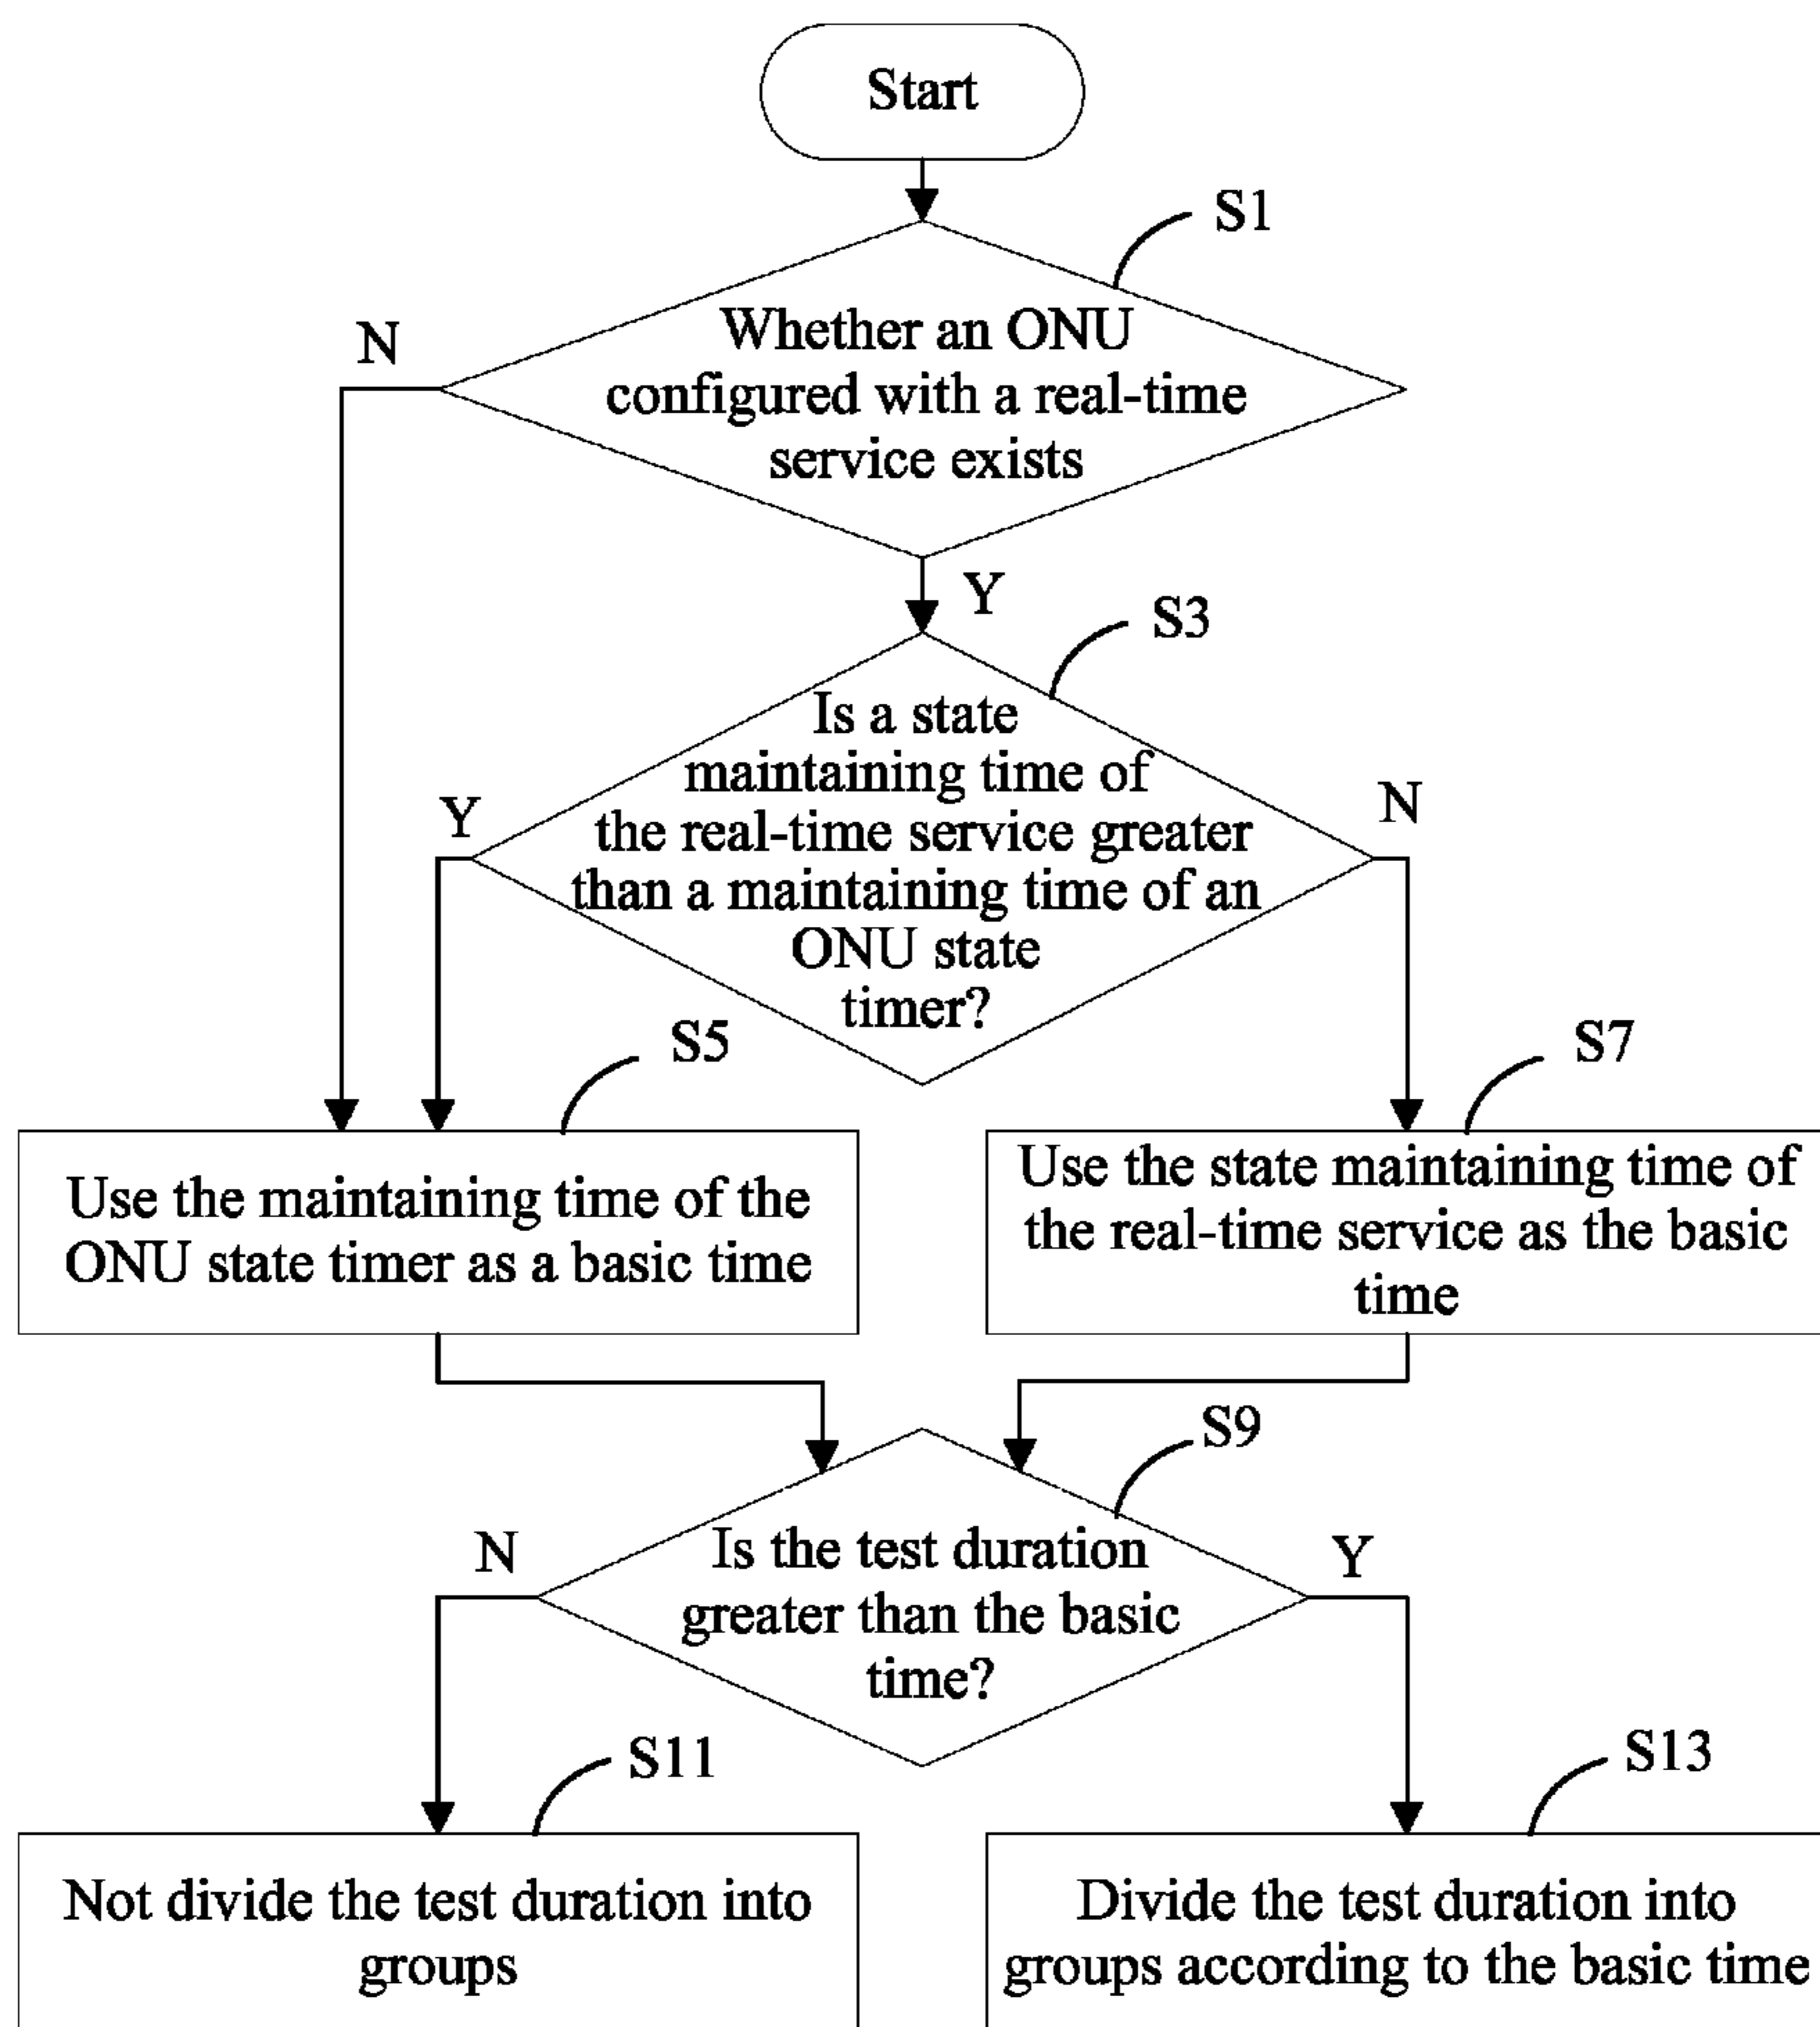 Start
S1
Whether an ONU
configured with a real-time
service exists
N
Y
S3
Is a state
maintaining time of
the real-time service greater
than a maintaining time of an
ONU state
timer?
Y
N
S5
S7
Use the maintaining time of the
ONU state timer as a basic time
Use the state maintaining time of
the real-time service as the basic
time
S9
Is the test duration
greater than the basic
time?
N
Y
S11
S13
Not divide the test duration into
groups
Divide the test duration into
groups according to the basic time